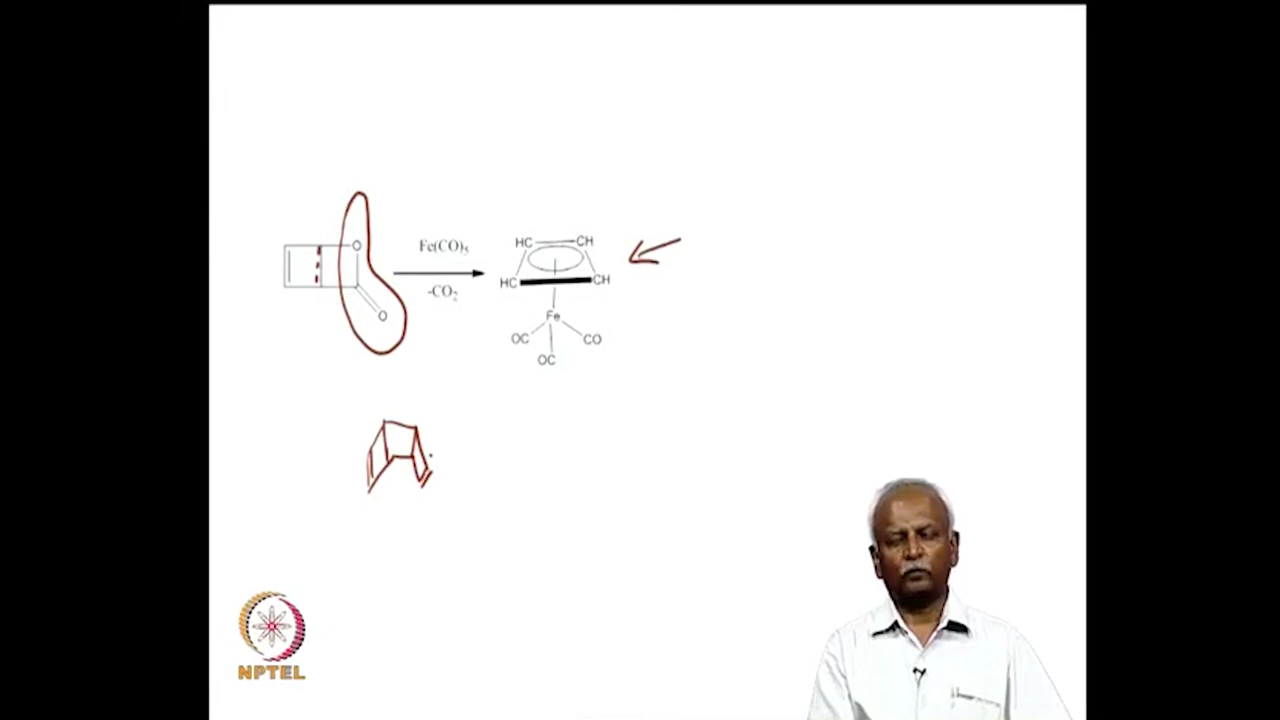 O
O
Fe(CO)5
-CO2
HC CH
HC CH
Fe
OC CO
OC
NPTEL